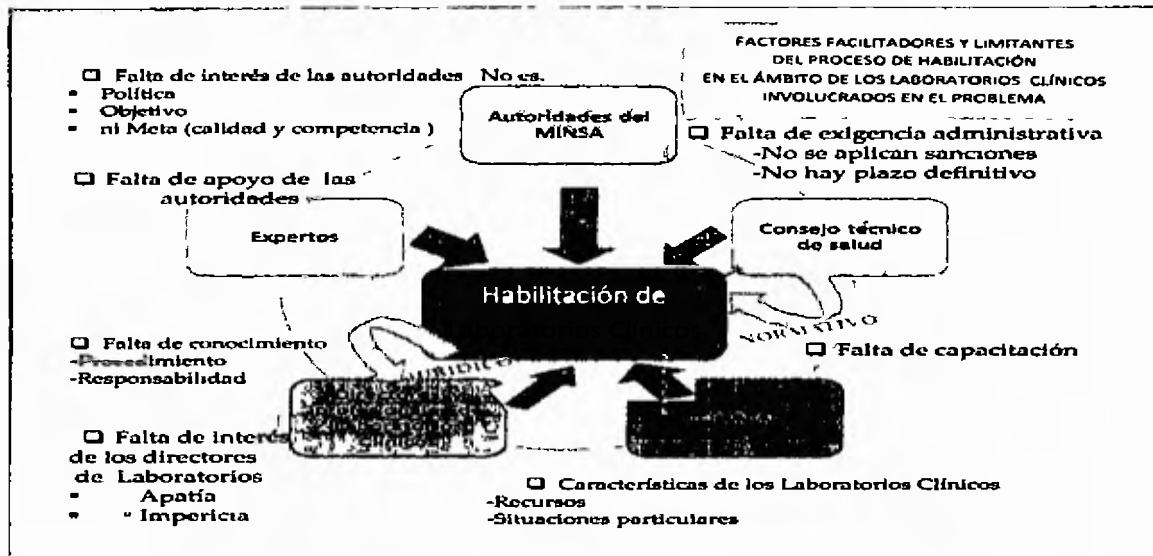 FACTORES FACILITADORES Y LIMITANTES
DEL PROCESO DE HABILITACIÓN
EN EL ÁMBITO DE LOS LABORATORIOS CLÍNICOS
INVOLUCRADOS EN EL PROBLEMA
❑ Falta de interés de las autoridades No es.
▪ Política
▪ Objetivo
▪ ni Meta (calidad y competencia )
Autoridades del
MINSA
❑ Falta de exigencia administrativa
-No se aplican sanciones
-No hay plazo definitivo
❑ Falta de apoyo de las
autoridades
Expertos
Consejo técnico
de salud
Habilitación de
Laboratorios Clínicos
NORMATIVO
❑ Falta de conocimiento
-Procedimiento
-Responsabilidad
JURIDICO
❑ Falta de capacitación
❑ Falta de interés
de los directores
de Laboratorios
▪ Apatía
▪ Impericia
❑ Características de los Laboratorios Clínicos
-Recursos
-Situaciones particulares